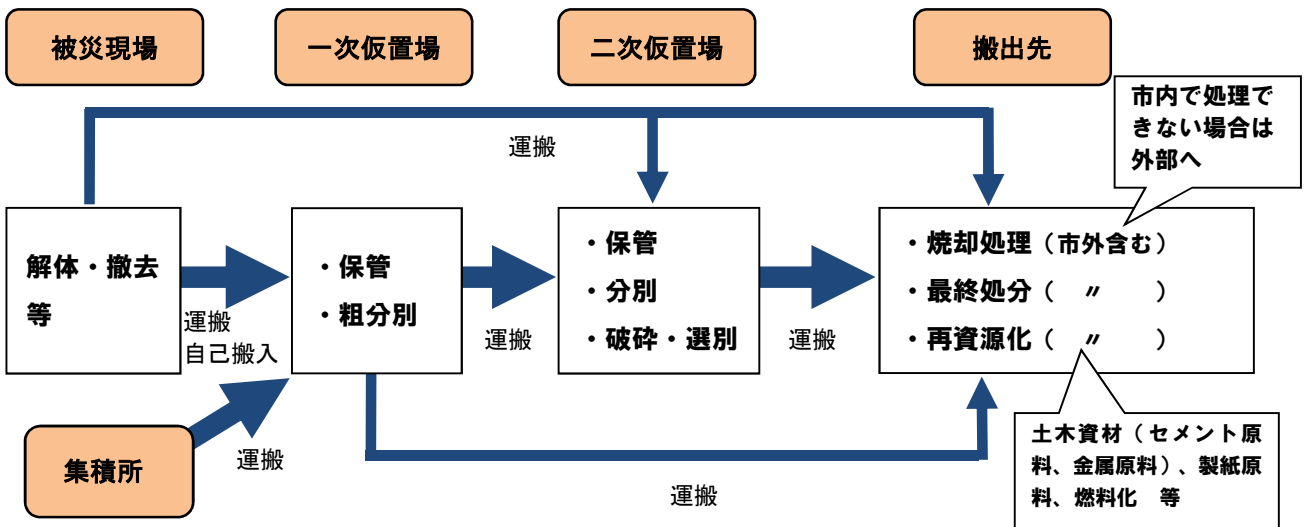 被災現場
一次仮置場
二次仮置場
搬出先
市内で処理で
きない場合は
外部へ
運搬
解体・撤去
等
運搬
自己搬入
・保管
・粗分別
運搬
・保管
・分別
・破砕・選別
運搬
・焼却処理（市外含む）
・最終処分（　〃　　）
・再資源化（　〃　　）
集積所
運搬
運搬
土木資材（セメント原
料、金属原料）、製紙原
料、燃料化　等